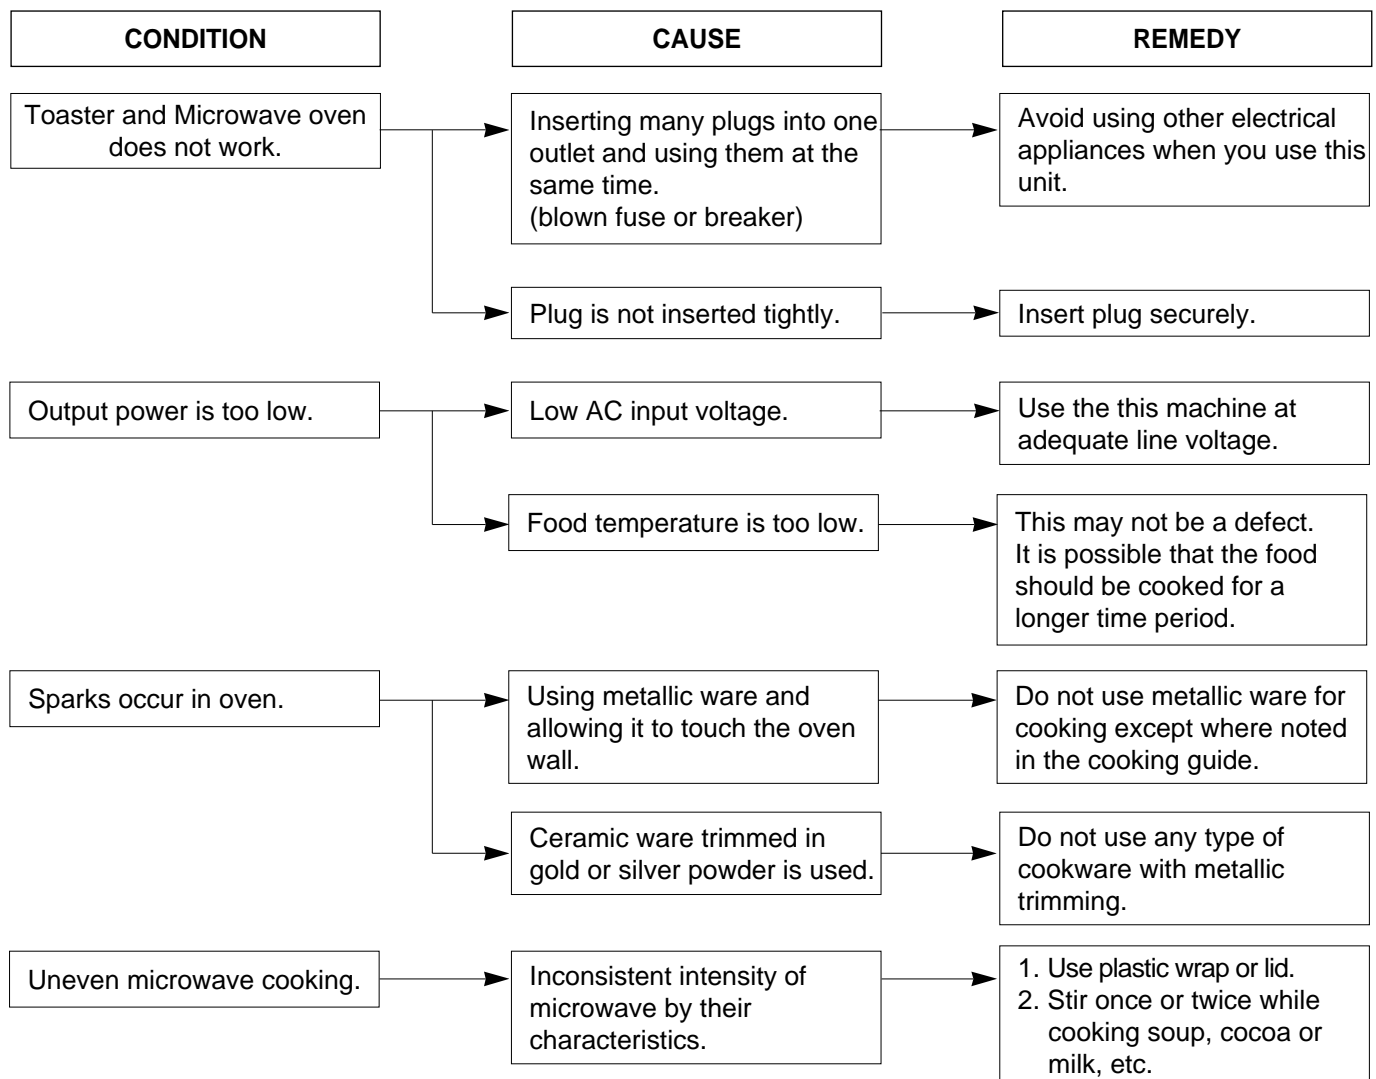 CONDITION
CAUSE
REMEDY
Toaster and Microwave oven
does not work.
Inserting many plugs into one
outlet and using them at the
same time.
(blown fuse or breaker)
Avoid using other electrical
appliances when you use this
unit.
Plug is not inserted tightly.
Insert plug securely.
Output power is too low.
Low AC input voltage.
Use the this machine at
adequate line voltage.
Food temperature is too low.
This may not be a defect.
It is possible that the food
should be cooked for a
longer time period.
Sparks occur in oven.
Using metallic ware and
allowing it to touch the oven
wall.
Do not use metallic ware for
cooking except where noted
in the cooking guide.
Ceramic ware trimmed in
gold or silver powder is used.
Do not use any type of
cookware with metallic
trimming.
Uneven microwave cooking.
Inconsistent intensity of
microwave by their
characteristics.
1. Use plastic wrap or lid.
2. Stir once or twice while
cooking soup, cocoa or
milk, etc.